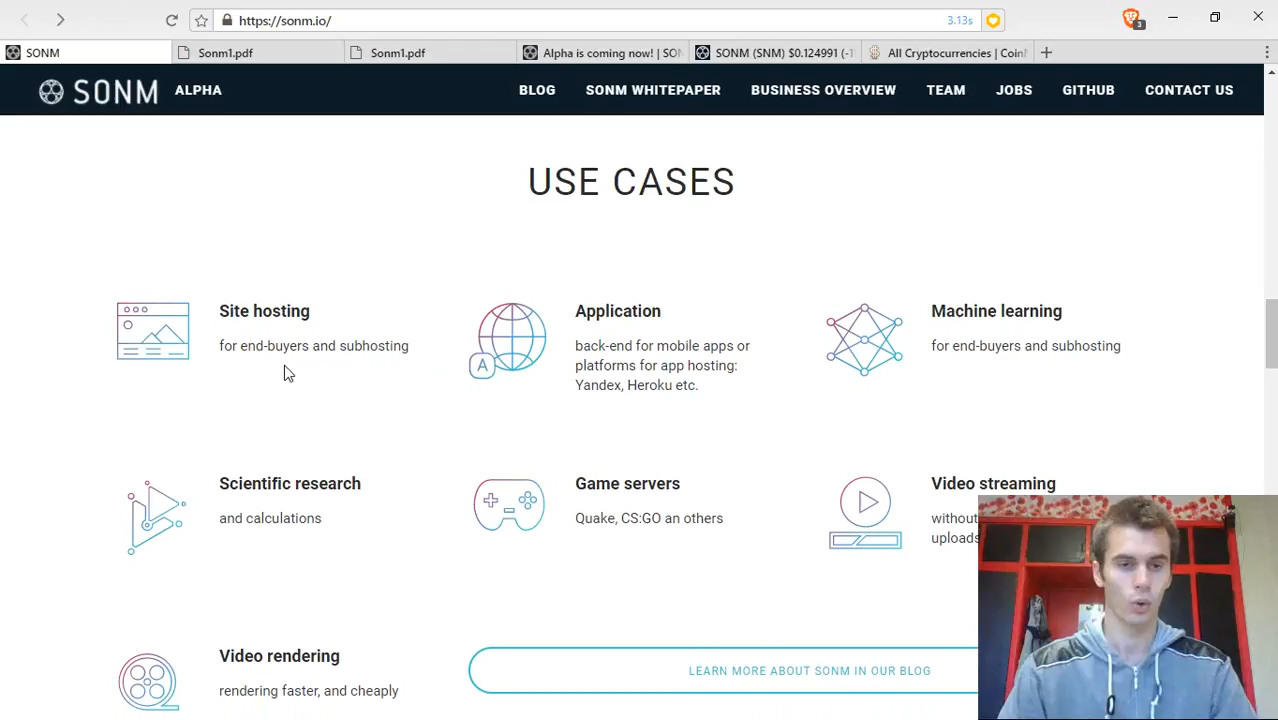 https://sonm.io/
3.13s
3
SONM
Sonm1.pdf
Sonm1.pdf
Alpha is coming now! | SON
SONM (SNM) $0.124991 (-1
All Cryptocurrencies | Coin
SONM ALPHA
BLOG
SONM WHITEPAPER
BUSINESS OVERVIEW
TEAM
JOBS
GITHUB
CONTACT US
USE CASES
Site hosting
for end-buyers and subhosting
Application
back-end for mobile apps or
platforms for app hosting:
Yandex, Heroku etc.
A
Machine learning
for end-buyers and subhosting
Scientific research
and calculations
Game servers
Quake, CS:GO an others
Video streaming
without
uploads
Video rendering
rendering faster, and cheaply
LEARN MORE ABOUT SONM IN OUR BLOG